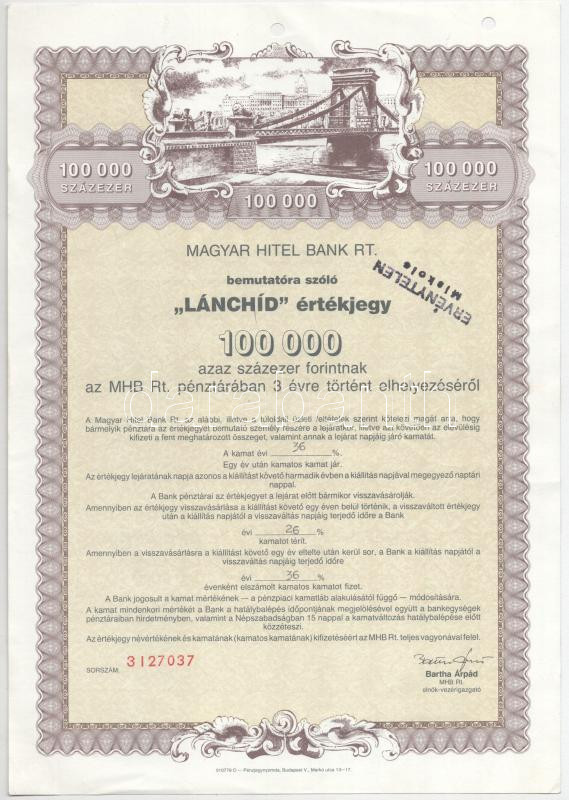 100 000
SZÁZEZER
100 000
SZÁZEZER
100 000
MAGYAR HITEL BANK RT.
bemutatóra szóló
„LÁNCHÍD” értékjegy
ÉRVÉNYTELEN
Miskolc
100 000
azaz százezer forintnak
az MHB Rt. pénztárában 3 évre történt elhelyezéséről
A Magyar Hitel Bank Rt. az alábbi, illetve a túloldali üzleti feltételek szerint kötelezi magát arra, hogy
bármelyik pénztára az értékjegyet bemutató személy részére a lejáratkor, illetve azt követően az elévülésig
kifizeti a fent meghatározott összeget, valamint annak a lejárat napjáig járó kamatát.
A kamat évi 36 %.
Egy év után kamatos kamat jár.
Az értékjegy lejáratának napja azonos a kiállítást követő harmadik évben a kiállítás napjával megegyező naptári
nappal.
A Bank pénztárai az értékjegyet a lejárat előtt bármikor visszavásárolják.
Amennyiben az értékjegy visszavásárlása a kiállítást követő egy éven belül történik, a visszaváltott értékjegy
után a kiállítás napjától a visszaváltás napjáig terjedő időre a Bank
évi 26 %
kamatot térít.
Amennyiben a visszavásárlásra a kiállítást követő egy év eltelte után kerül sor, a Bank a kiállítás napjától a
visszaváltás napjáig terjedő időre
évi 36 %
évenként elszámolt kamatos kamatot fizet.
A Bank jogosult a kamat mértékének — a pénzpiaci kamatláb alakulásától függő — módosítására.
A kamat mindenkori mértékét a Bank a hatálybalépés időpontjának megjelölésével együtt a bankegységek
pénztáraiban hirdetményben, valamint a Népszabadságban 15 nappal a kamatváltozás hatálybalépése előtt
közzéteszi.
Az értékjegy névértékének és kamatának (kamatos kamatának) kifizetéséért az MHB Rt. teljes vagyonával felel.
SORSZÁM: 3127037
Bartha Árpád
MHB Rt.
elnök-vezérigazgató
910779 O — Pénzjegynyomda, Budapest V., Markó utca 13–17.